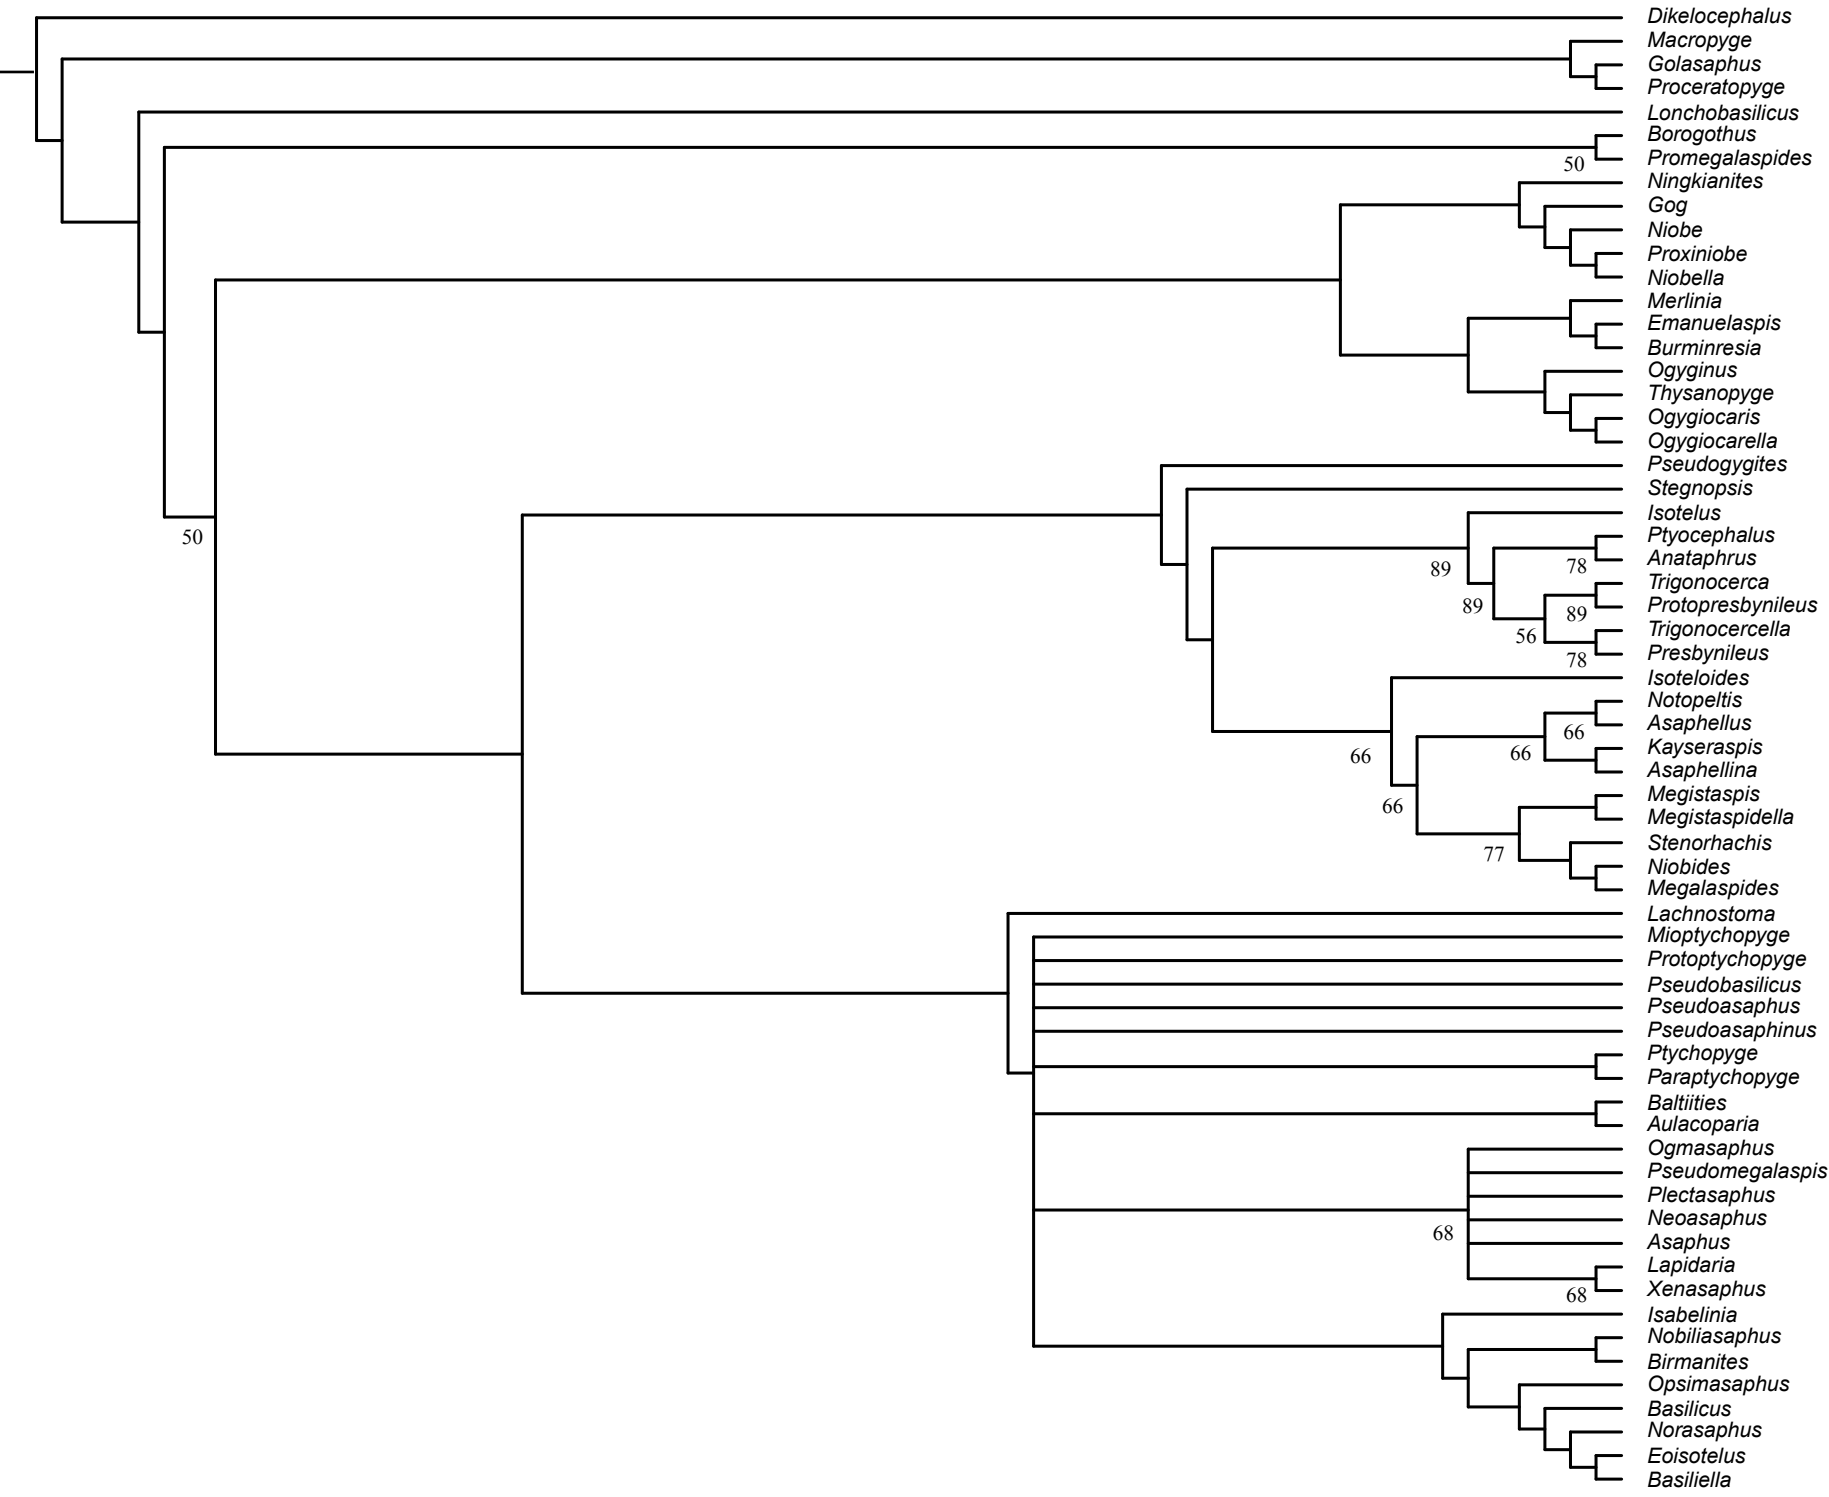 Dikelocephalus
Macropyge
Golasaphus
Proceratopyge
Lonchobasilicus
Borogothus
50
Promegalaspides
Ningkianites
Gog
Niobe
Proxiniobe
Niobella
Merlinia
Emanuelaspis
Burminresia
Ogyginus
Thysanopyge
Ogygiocaris
Ogygiocarella
Pseudogygites
Stegnopsis
Isotelus
50
Ptyocephalus
Anataphrus
89
78
Trigonocerca
Protopresbynileus
89
89
Trigonocercella
56
Presbynileus
78
Isoteloides
Notopeltis
Asaphellus
66
Kayseraspis
66
66
Asaphellina
Megistaspis
66
Megistaspidella
Stenorhachis
77
Niobides
Megalaspides
Lachnostoma
Mioptychopyge
Protoptychopyge
Pseudobasilicus
Pseudoasaphus
Pseudoasaphinus
Ptychopyge
Paraptychopyge
Baltiities
Aulacoparia
Ogmasaphus
Pseudomegalaspis
Plectasaphus
Neoasaphus
68
Asaphus
Lapidaria
Xenasaphus
68
Isabelinia
Nobiliasaphus
Birmanites
Opsimasaphus
Basilicus
Norasaphus
Eoisotelus
Basiliella